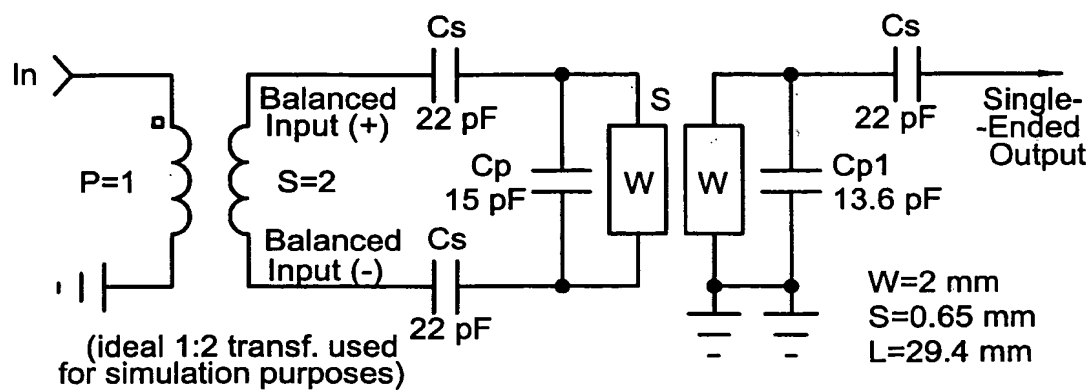 In
P=1
S=2
Balanced
Input (+)
Balanced
Input (-)
Cs
22 pF
Cs
22 pF
Cp
15 pF
S
W
W
Cp1
13.6 pF
Cs
22 pF
Single-
-Ended
Output
W=2 mm
S=0.65 mm
L=29.4 mm
(ideal 1:2 transf. used
for simulation purposes)